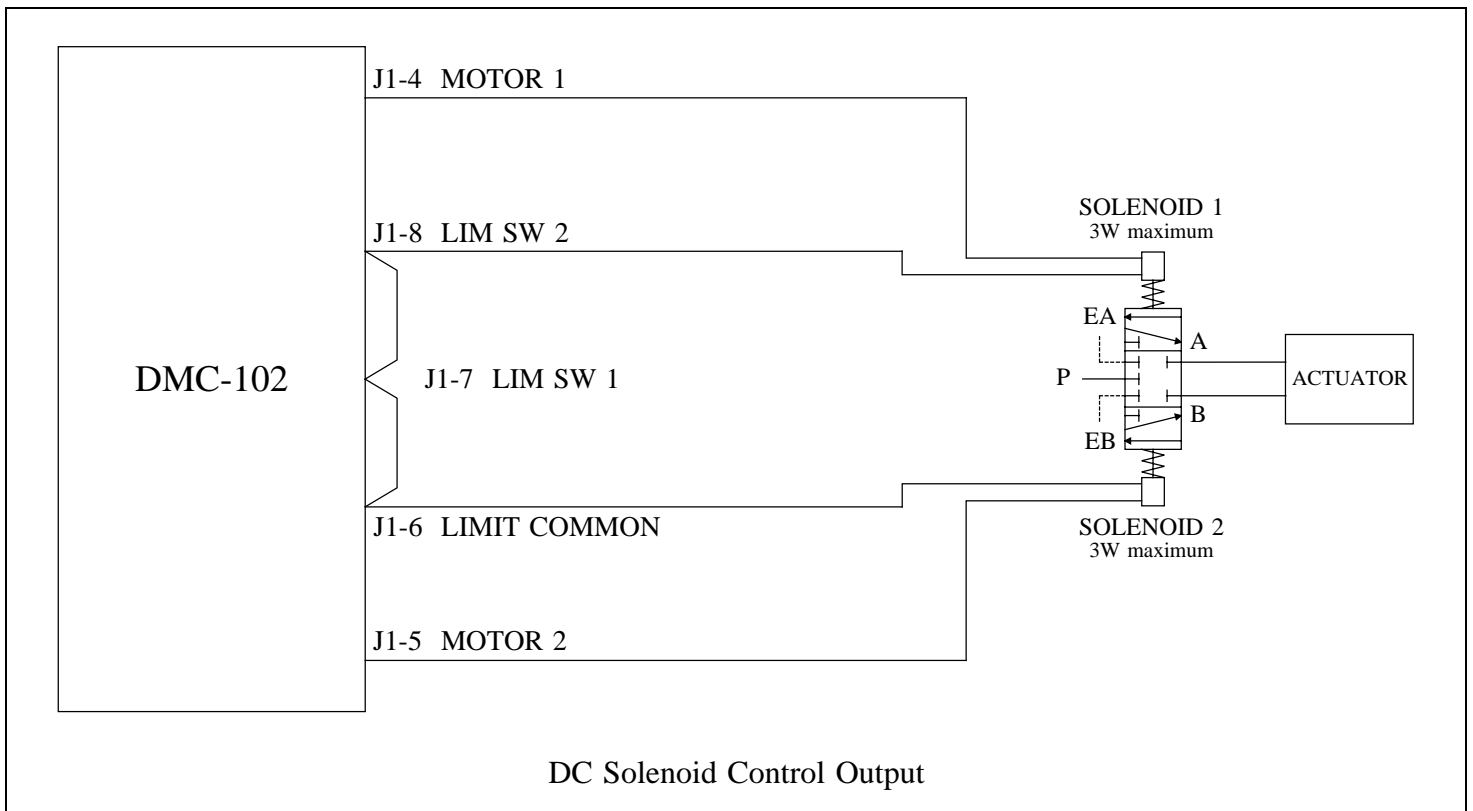 J1-4 MOTOR 1
SOLENOID 1
3W maximum
J1-8 LIM SW 2
EA
A
DMC-102
J1-7 LIM SW 1
P
ACTUATOR
B
EB
J1-6 LIMIT COMMON
SOLENOID 2
3W maximum
J1-5 MOTOR 2
DC Solenoid Control Output